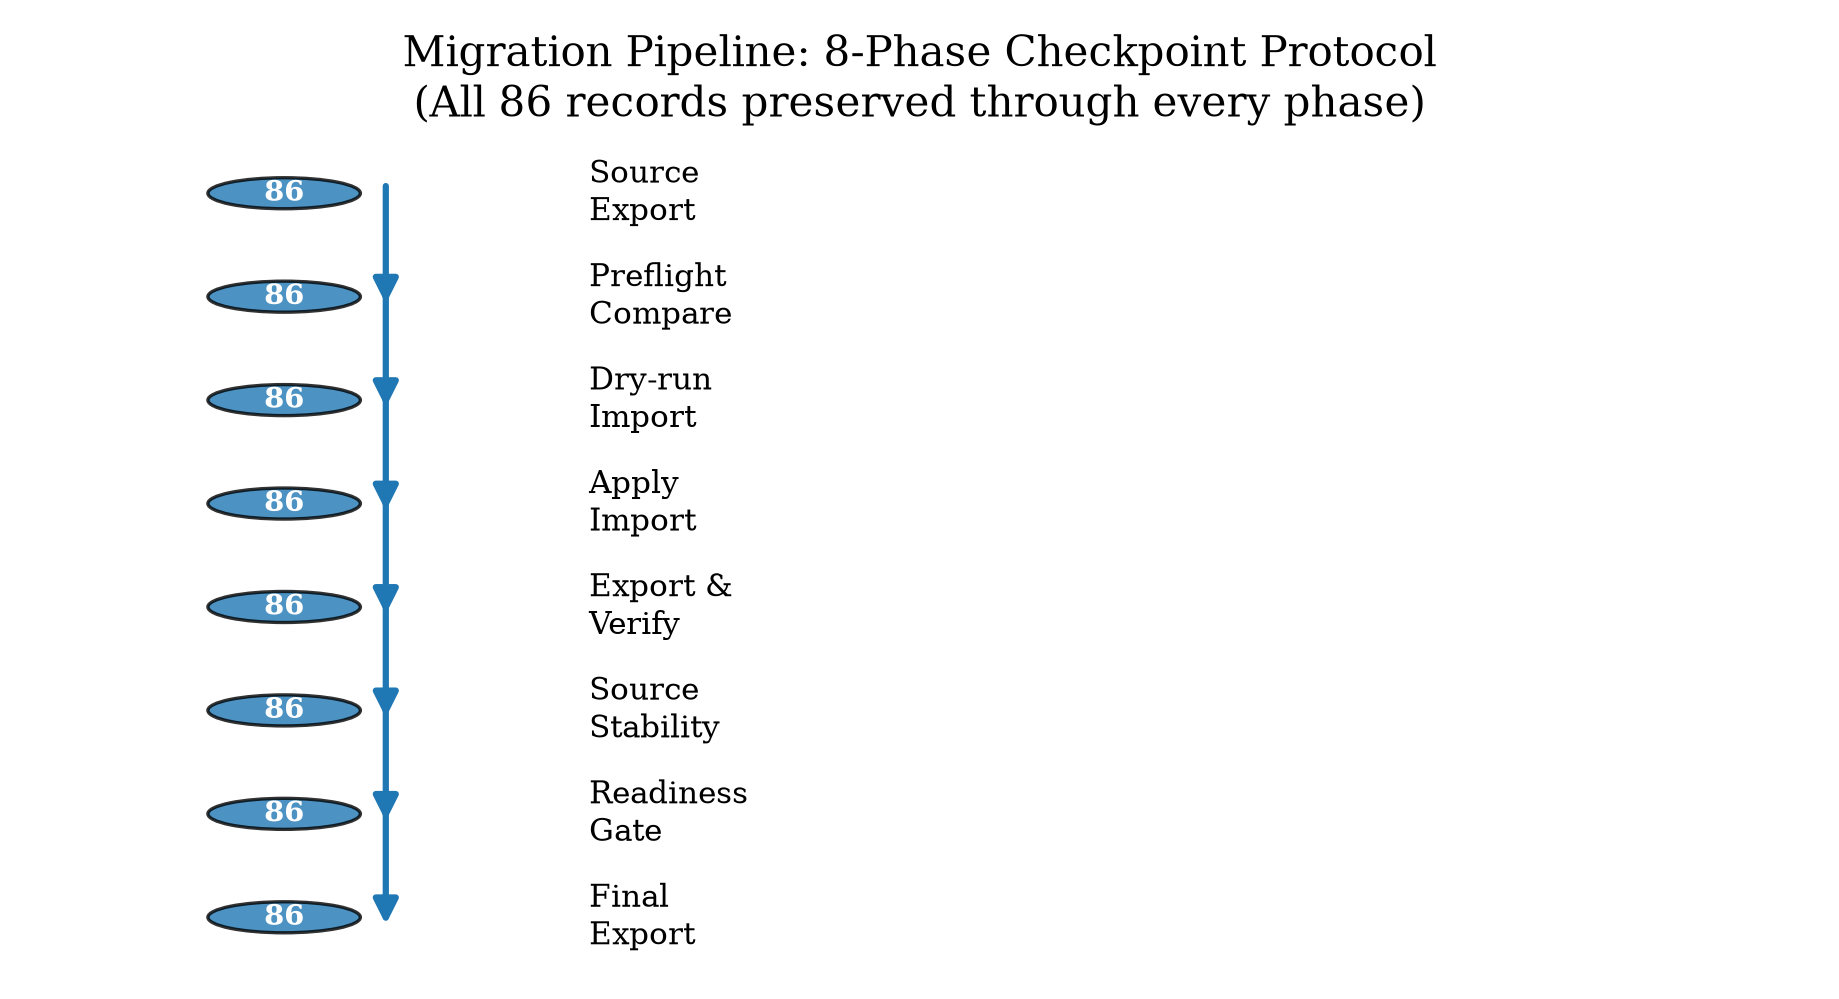 Migration Pipeline: 8-Phase Checkpoint Protocol
(All 86 records preserved through every phase)
86
Source
Export
86
Preflight
Compare
86
Dry-run
Import
86
Apply
Import
86
Export &
Verify
86
Source
Stability
86
Readiness
Gate
86
Final
Export